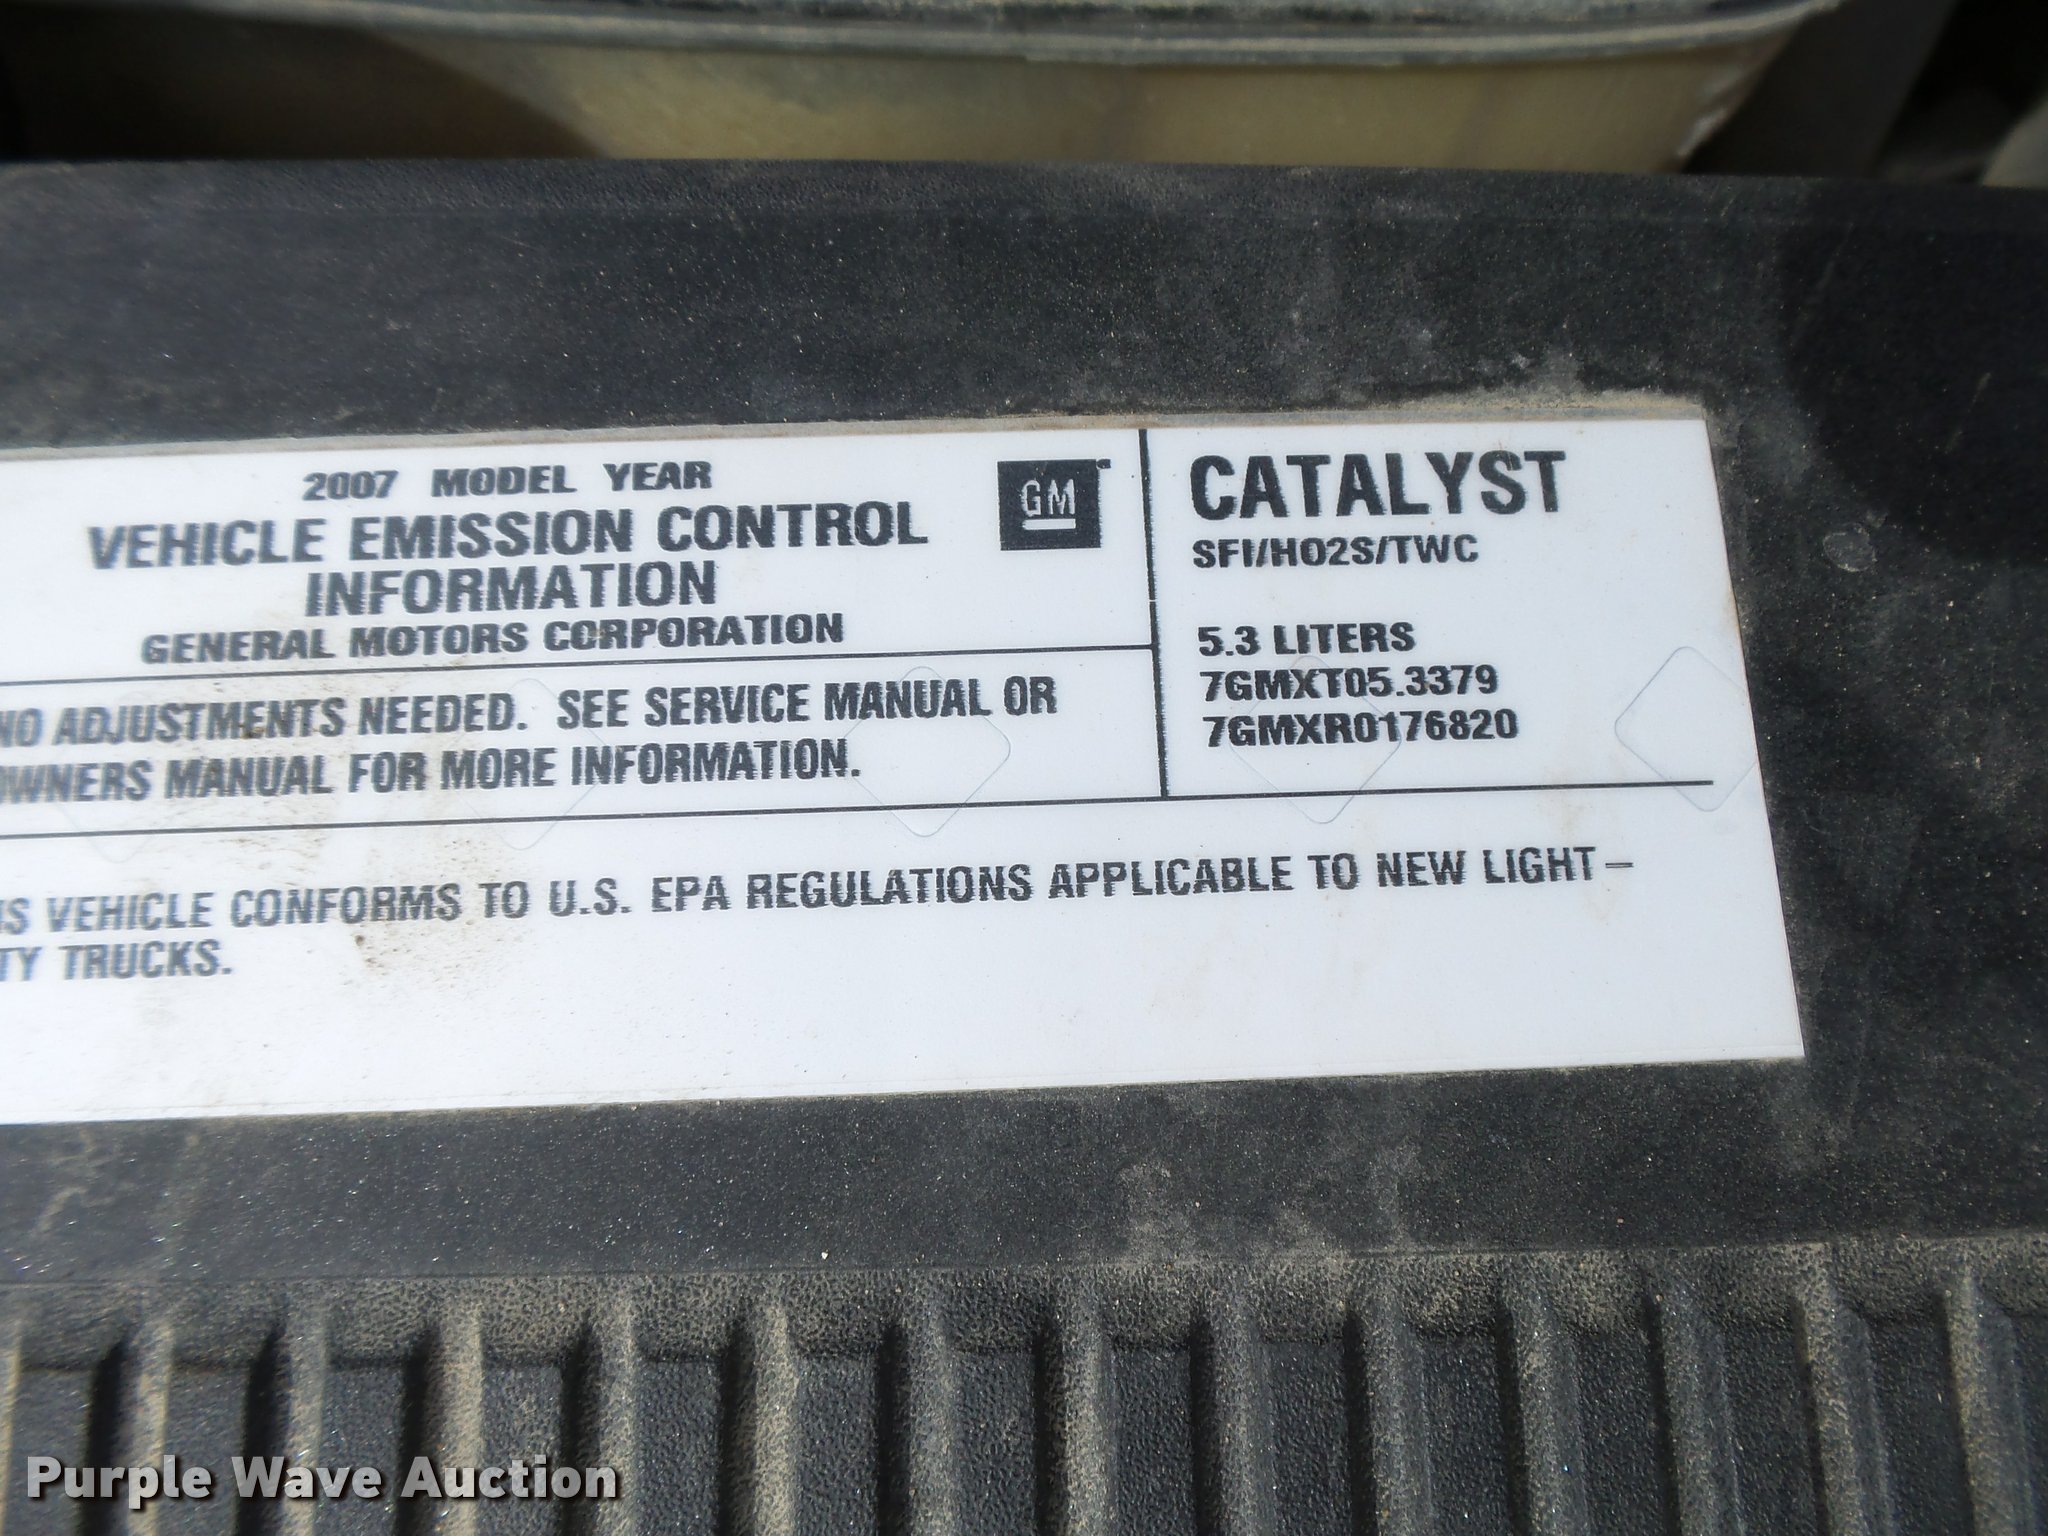 2007 MODEL YEAR
VEHICLE EMISSION CONTROL
INFORMATION
GENERAL MOTORS CORPORATION
GM
NO ADJUSTMENTS NEEDED. SEE SERVICE MANUAL OR
OWNERS MANUAL FOR MORE INFORMATION.
CATALYST
SFI/HO2S/TWC
5.3 LITERS
7GMXT05.3379
7GMXR0176820
IS VEHICLE CONFORMS TO U.S. EPA REGULATIONS APPLICABLE TO NEW LIGHT–
TY TRUCKS.
Purple Wave Auction